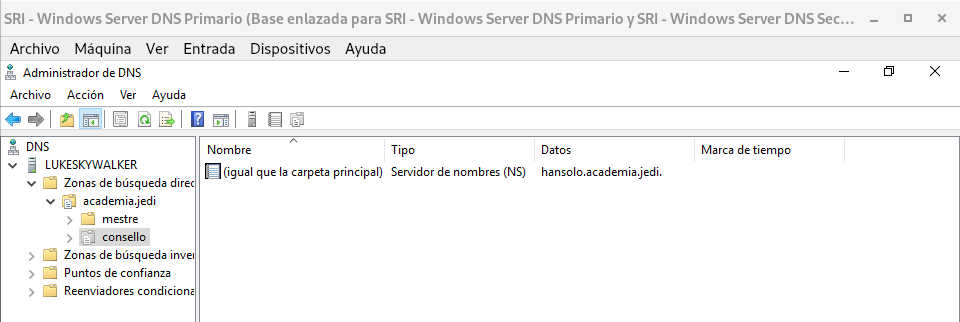 SRI - Windows Server DNS Primario (Base enlazada para SRI - Windows Server DNS Primario y SRI - Windows Server DNS Sec...
Archivo Máquina Ver Entrada Dispositivos Ayuda
Administrador de DNS
Archivo Acción Ver Ayuda
DNS
LUKESKYWALKER
Zonas de búsqueda direc
academia.jedi
mestre
consello
Zonas de búsqueda inver
Puntos de confianza
Reenviadores condiciona
Nombre Tipo Datos Marca de tiempo
(igual que la carpeta principal) Servidor de nombres (NS) hansolo.academia.jedi.